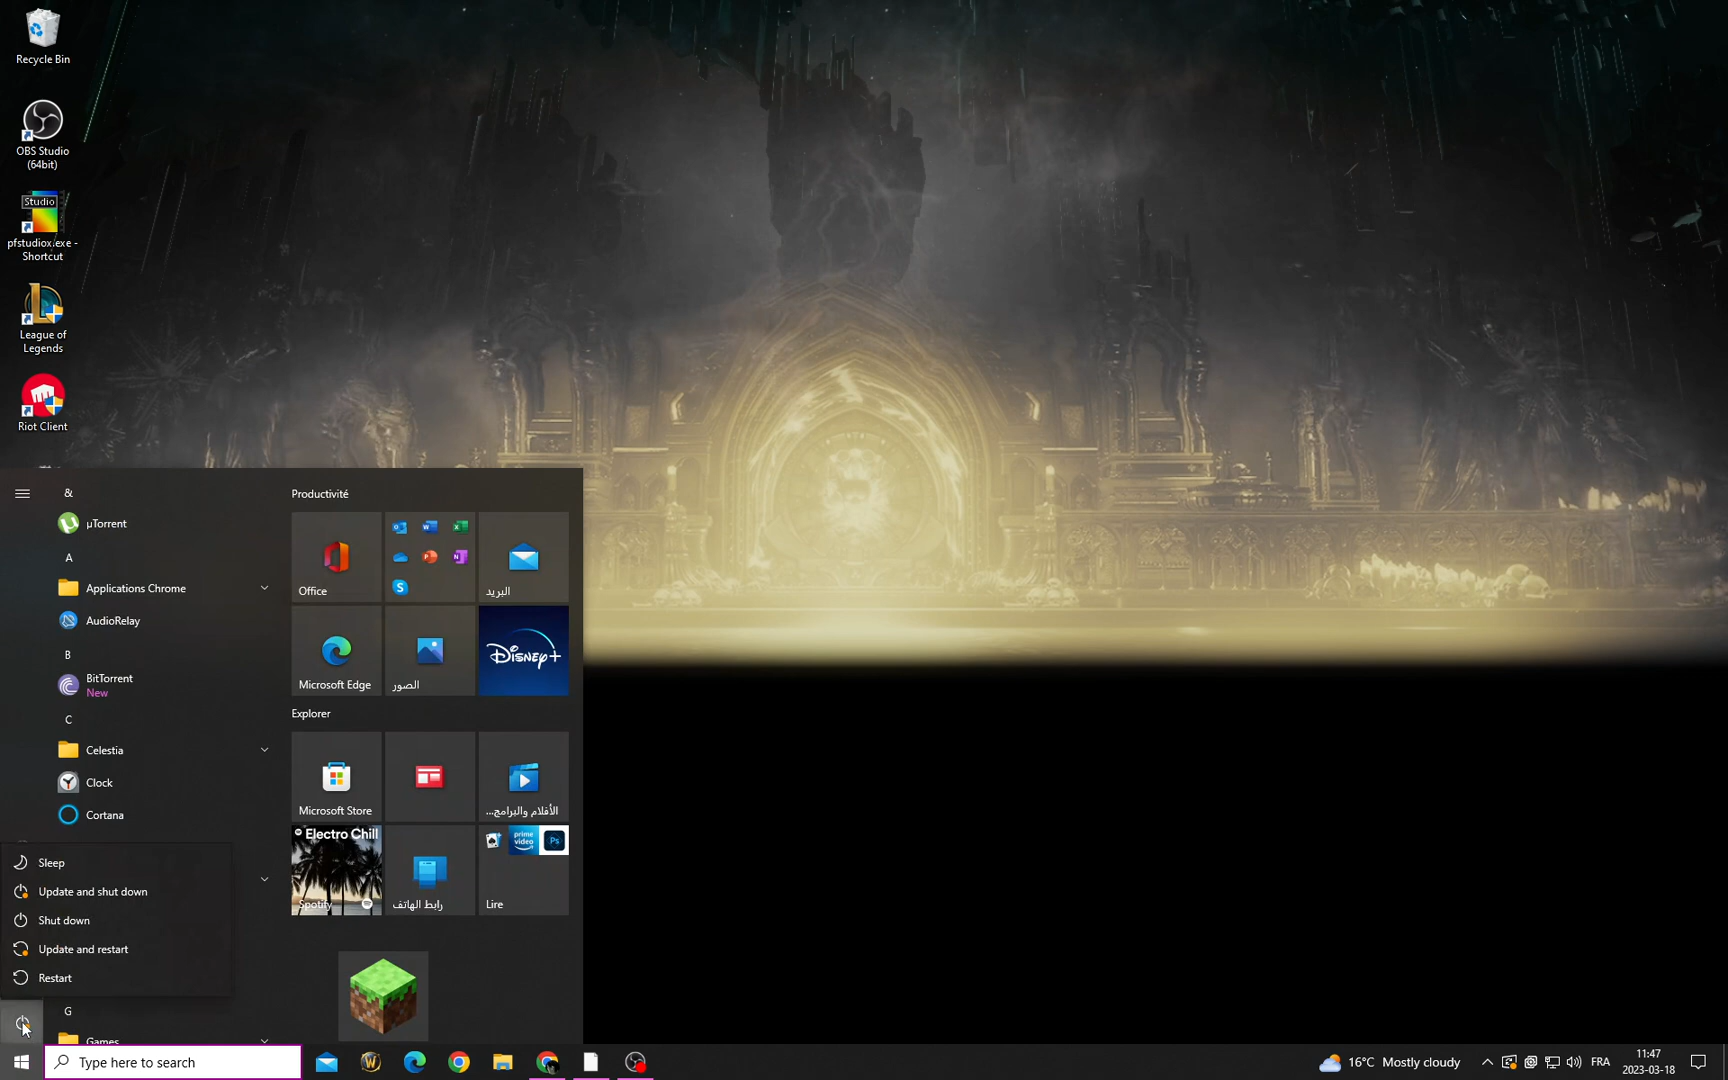 Recycle Bin
OBS Studio
(64bit)
Studio
pfstudiox.exe -
Shortcut
League of
Legends
Riot Client
&
µTorrent
A
Applications Chrome
AudioRelay
B
BitTorrent
New
C
Celestia
Clock
Cortana
Sleep
Update and shut down
Shut down
Update and restart
Restart
G
Games
Productivité
Office
البريد
Microsoft Edge
الصور
Disney+
Explorer
Microsoft Store
الأفلام والبرامج...
Electro Chill
Spotify
رابط الهاتف
prime
video
Ps
Lire
Type here to search
16°C Mostly cloudy
FRA
11:47
2023-03-18